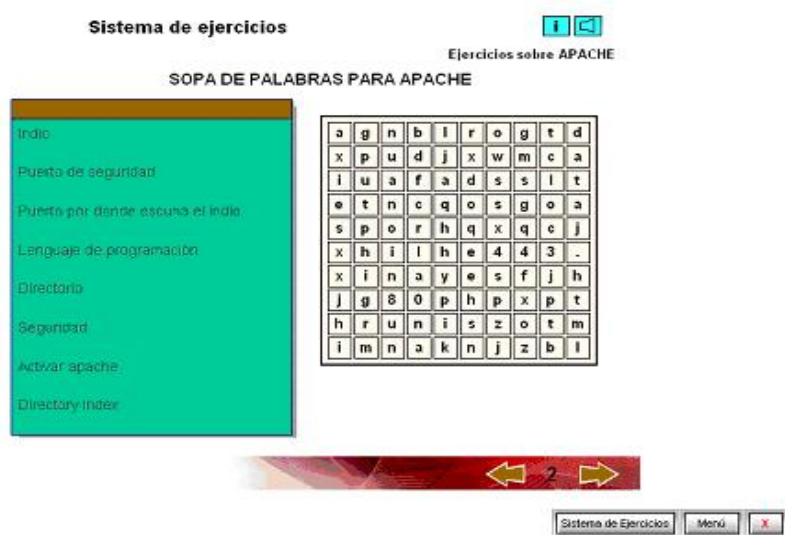 Sistema de ejercicios
i
Ejercicios sobre APACHE
SOPA DE PALABRAS PARA APACHE
Indio
Puerto de seguridad
Puerto por donde escucha el indio
Lenguaje de programación
Directorio
Seguridad
Activar apache
Directory Index
a g n b l r o g t d
x p u d j x w m c a
i u a f a d s s l t
e t n c q o s g o a
s p o r h q x q c j
x h i l h e 4 4 3 .
x i n a y e s f j h
j g 8 0 p h p x p t
h r u n i s z o t m
i m n a k n j z b l
2
Sistema de Ejercicios Menú X